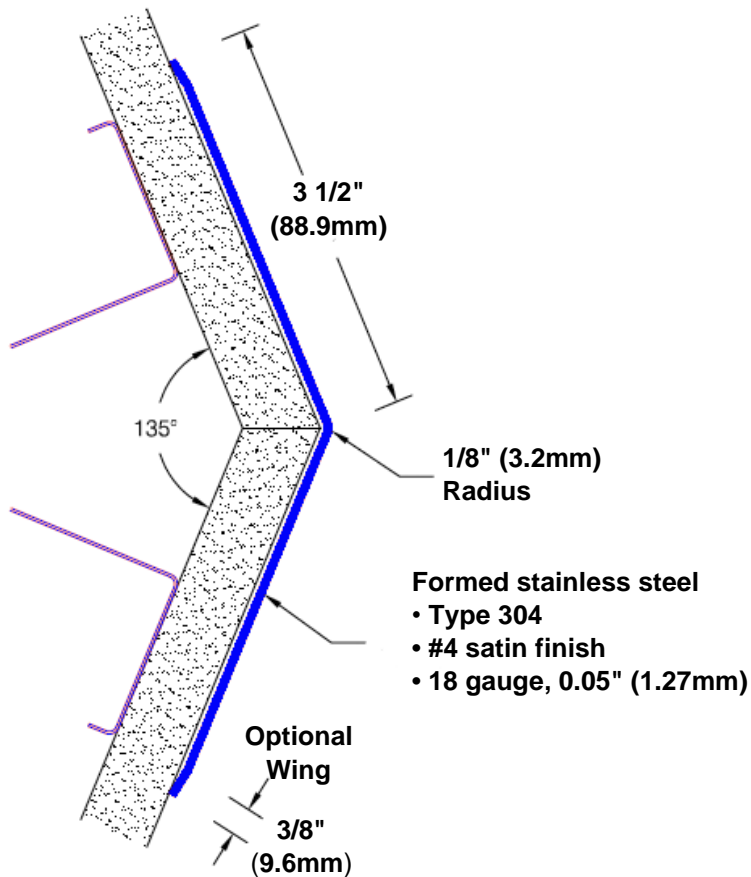 3 1/2"
(88.9mm)
135°
1/8" (3.2mm)
Radius
Formed stainless steel
• Type 304
• #4 satin finish
• 18 gauge, 0.05" (1.27mm)
Optional
Wing
3/8"
(9.6mm)